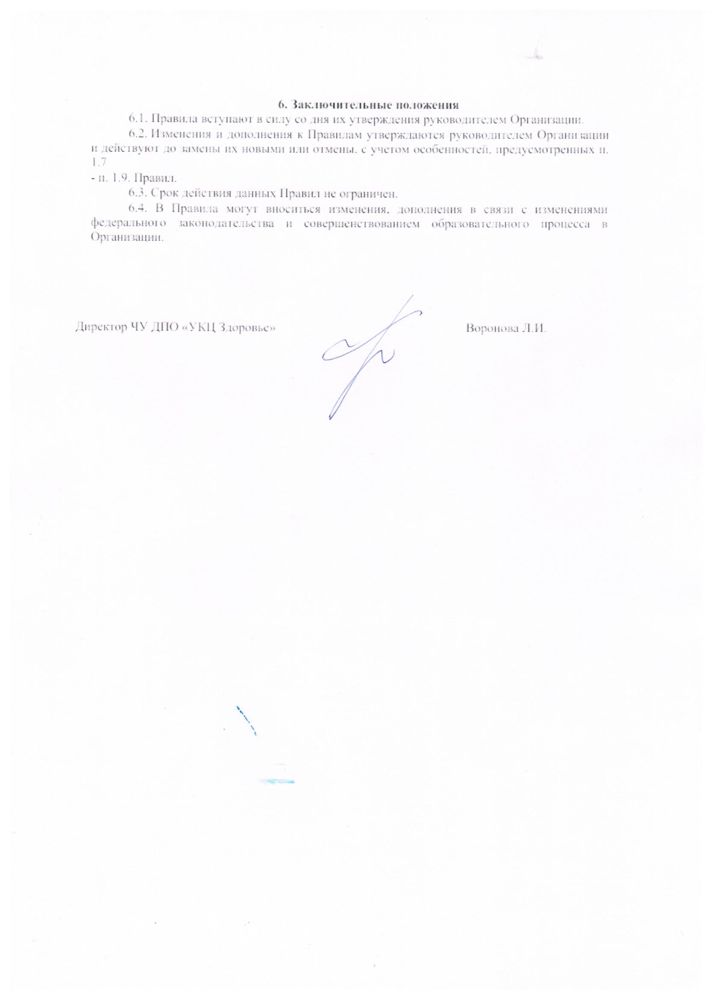 6. Заключительные положения
6.1. Правила вступают в силу со дня их утверждения руководителем Организации.
6.2. Изменения и дополнения к Правилам утверждаются руководителем Организации
и действуют до замены их новыми или отмены, с учетом особенностей, предусмотренных п.
1.7
- п. 1.9. Правил.
6.3. Срок действия данных Правил не ограничен.
6.4. В Правила могут вноситься изменения, дополнения в связи с изменениями
федерального законодательства и совершенствованием образовательного процесса в
Организации.
Директор ЧУ ДПО «УКЦ Здоровье» Воронова Л.И.